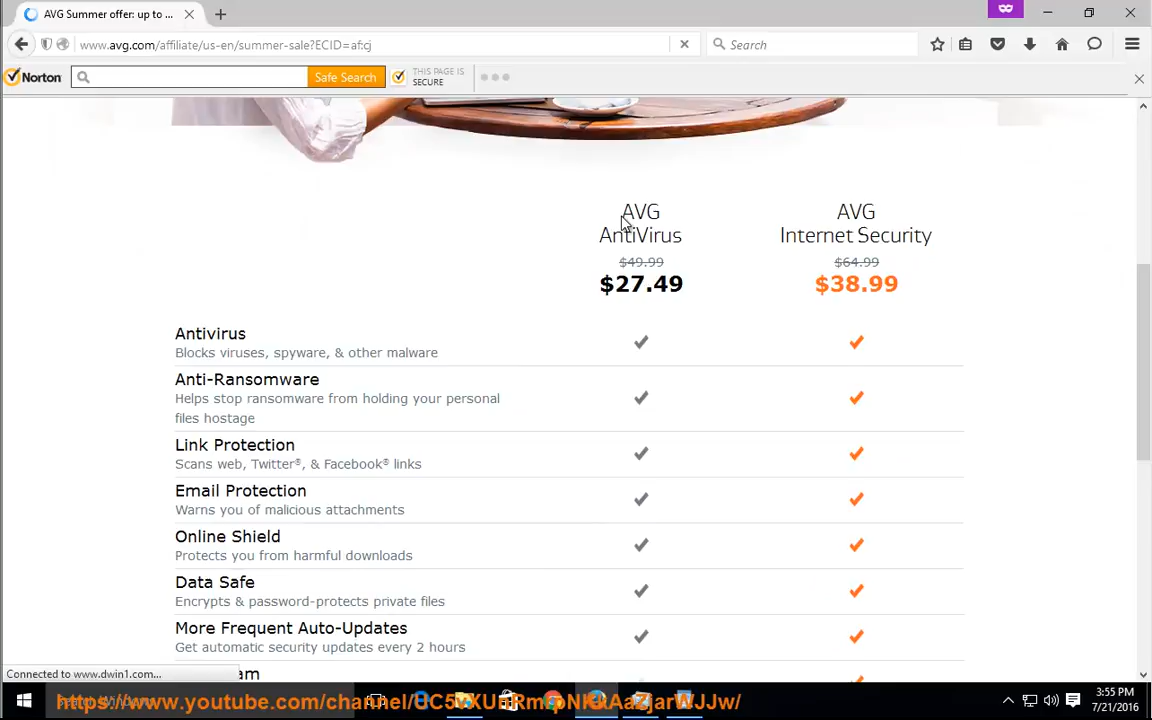 AVG Summer offer: up to ...
www.avg.com/affiliate/us-en/summer-sale?ECID=af:cj
Search
Norton
Safe Search
THIS PAGE IS
SECURE
AVG
AntiVirus
$49.99
$27.49
AVG
Internet Security
$64.99
$38.99
Antivirus
Blocks viruses, spyware, & other malware
Anti-Ransomware
Helps stop ransomware from holding your personal
files hostage
Link Protection
Scans web, Twitter®, & Facebook® links
Email Protection
Warns you of malicious attachments
Online Shield
Protects you from harmful downloads
Data Safe
Encrypts & password-protects private files
More Frequent Auto-Updates
Get automatic security updates every 2 hours
Connected to www.dwin1.com...
3:55 PM
7/21/2016